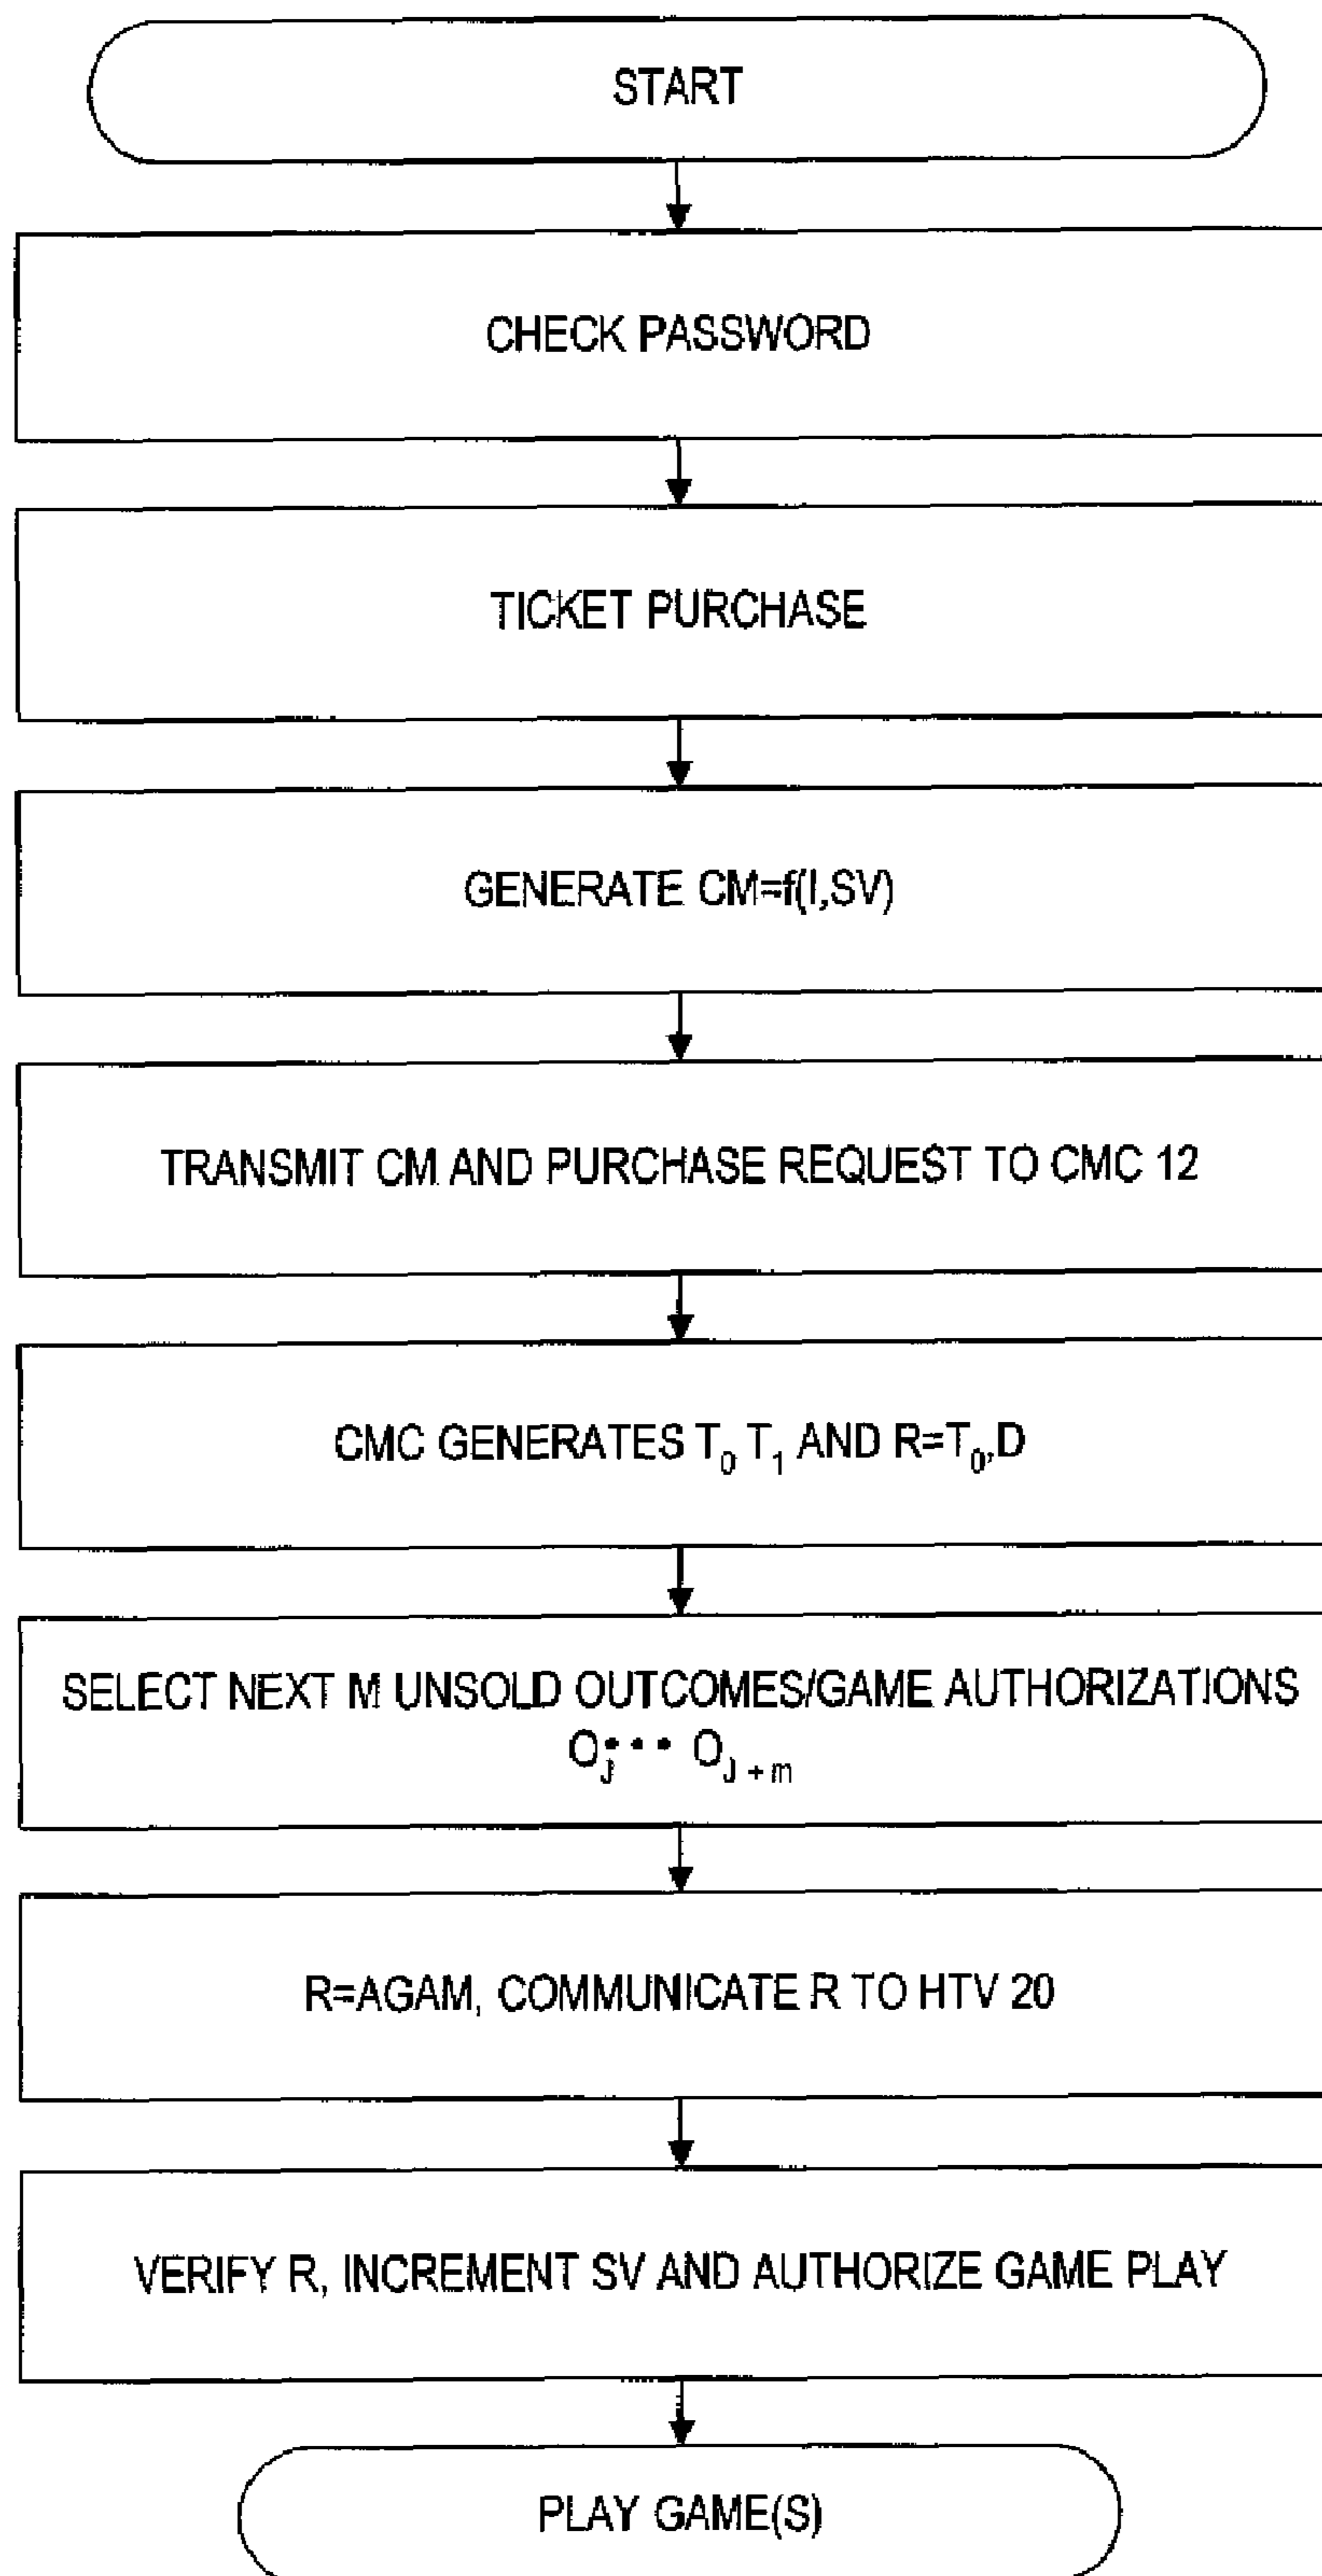 START
CHECK PASSWORD
TICKET PURCHASE
GENERATE CM=f(I,SV)
TRANSMIT CM AND PURCHASE REQUEST TO CMC 12
CMC GENERATES T₀ T₁ AND R=T₀,D
SELECT NEXT M UNSOLD OUTCOMES/GAME AUTHORIZATIONS
O_J••• O_J+m
R=AGAM, COMMUNICATE R TO HTV 20
VERIFY R, INCREMENT SV AND AUTHORIZE GAME PLAY
PLAY GAME(S)